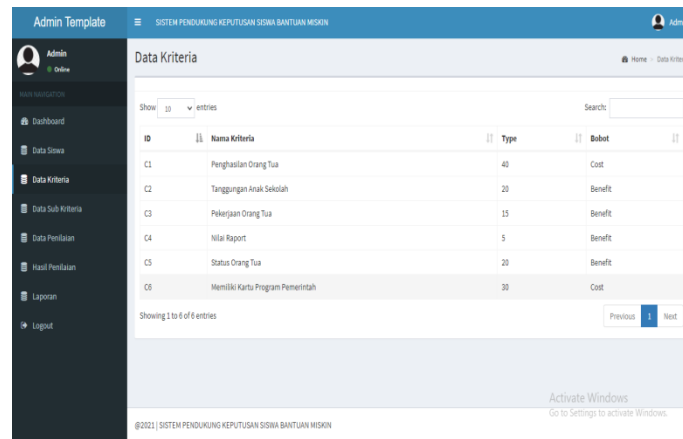 Admin Template
SISTEM PENDUKUNG KEPUTUSAN SISWA BANTUAN MISKIN
Adm
Admin
Online
MAIN NAVIGATION
Dashboard
Data Siswa
Data Kriteria
Data Sub Kriteria
Data Penilaian
Hasil Penilaian
Laporan
Logout
Data Kriteria
Home > Data Kriter
Show 10 entries
Search:
ID Nama Kriteria Type Bobot
C1 Penghasilan Orang Tua 40 Cost
C2 Tanggungan Anak Sekolah 20 Benefit
C3 Pekerjaan Orang Tua 15 Benefit
C4 Nilai Raport 5 Benefit
C5 Status Orang Tua 20 Benefit
C6 Memiliki Kartu Program Pemerintah 30 Cost
Showing 1 to 6 of 6 entries
Previous 1 Next
Activate Windows
Go to Settings to activate Windows.
@2021 | SISTEM PENDUKUNG KEPUTUSAN SISWA BANTUAN MISKIN